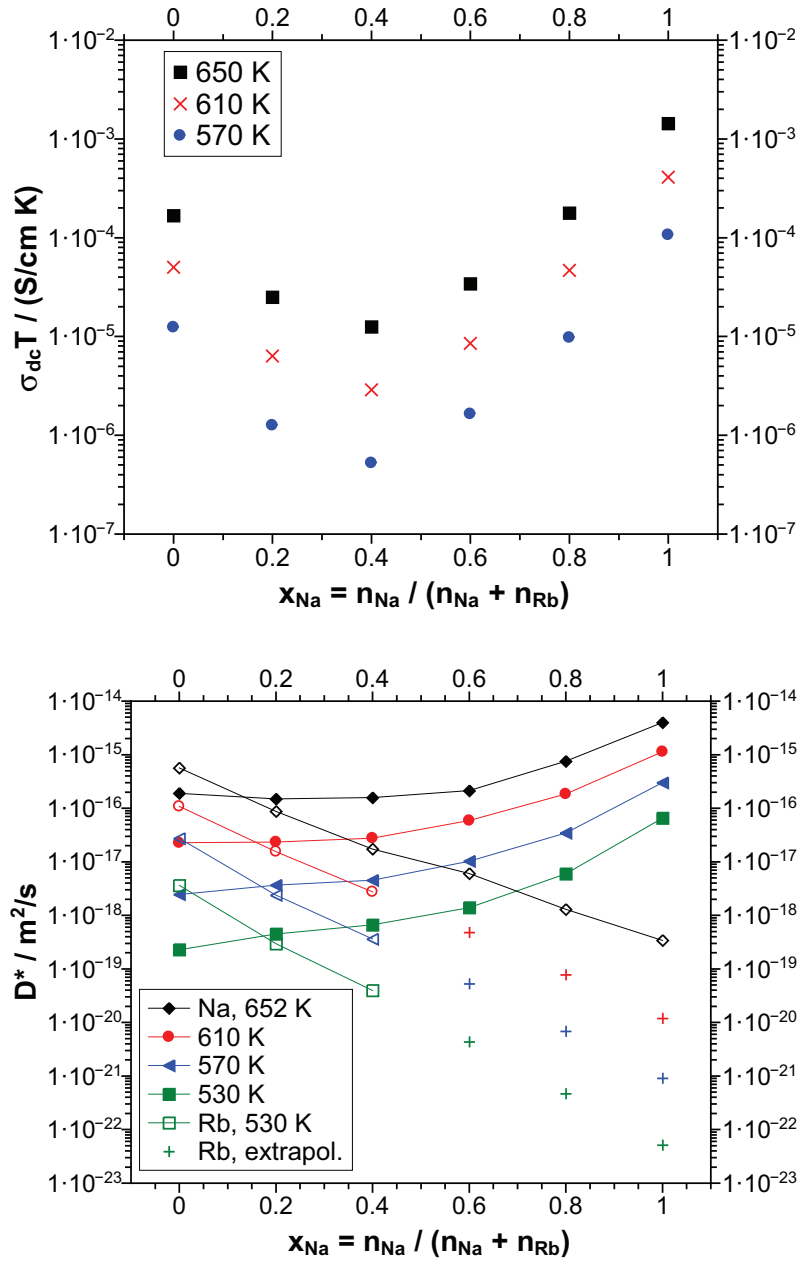 0 0.2 0.4 0.6 0.8 1
1·10⁻² 1·10⁻²
650 K
610 K
570 K
1·10⁻³ 1·10⁻³
1·10⁻⁴ 1·10⁻⁴
σdcT / (S/cm K)
1·10⁻⁵ 1·10⁻⁵
1·10⁻⁶ 1·10⁻⁶
1·10⁻⁷ 1·10⁻⁷
0 0.2 0.4 0.6 0.8 1
xNa = nNa / (nNa + nRb)
0 0.2 0.4 0.6 0.8 1
1·10⁻¹⁴ 1·10⁻¹⁴
1·10⁻¹⁵ 1·10⁻¹⁵
1·10⁻¹⁶ 1·10⁻¹⁶
1·10⁻¹⁷ 1·10⁻¹⁷
1·10⁻¹⁸ 1·10⁻¹⁸
D* / m²/s
1·10⁻¹⁹ 1·10⁻¹⁹
Na, 652 K
610 K
570 K
530 K
Rb, 530 K
Rb, extrapol.
1·10⁻²⁰ 1·10⁻²⁰
1·10⁻²¹ 1·10⁻²¹
1·10⁻²² 1·10⁻²²
1·10⁻²³ 1·10⁻²³
0 0.2 0.4 0.6 0.8 1
xNa = nNa / (nNa + nRb)